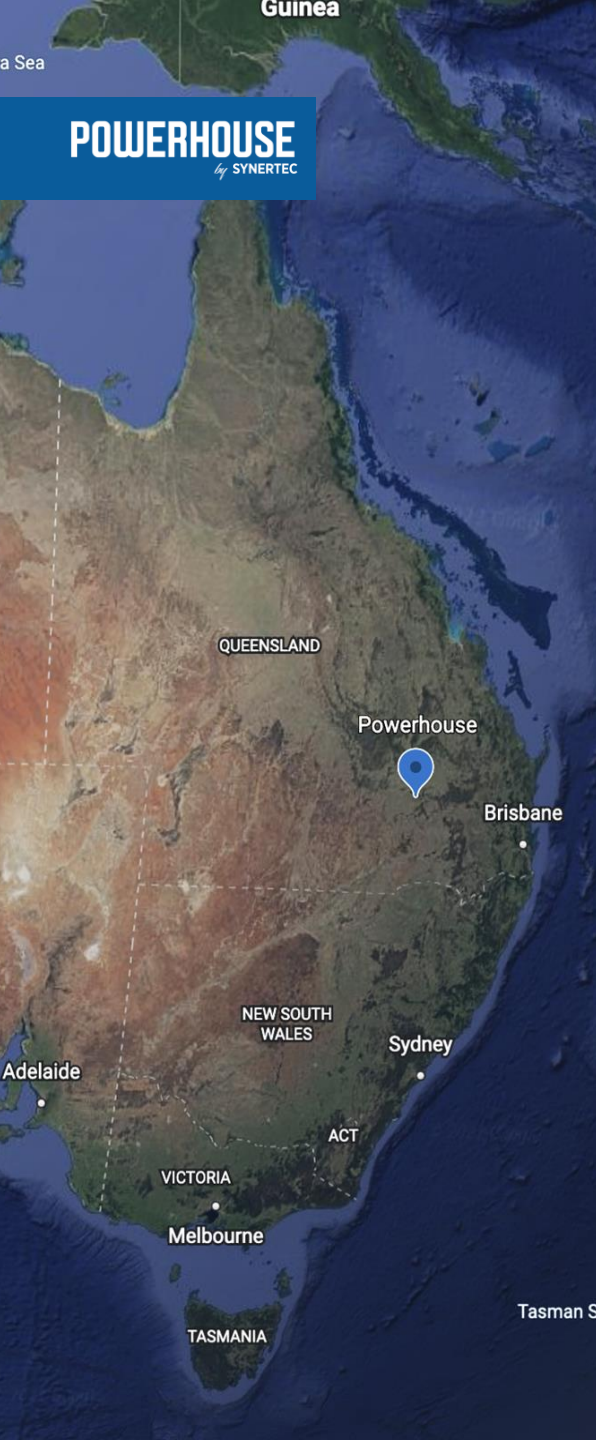 Guinea
a Sea
POWERHOUSE
by SYNERTEC
QUEENSLAND
Powerhouse
Brisbane
NEW SOUTH
WALES
Sydney
Adelaide
ACT
VICTORIA
Melbourne
Tasman S
TASMANIA